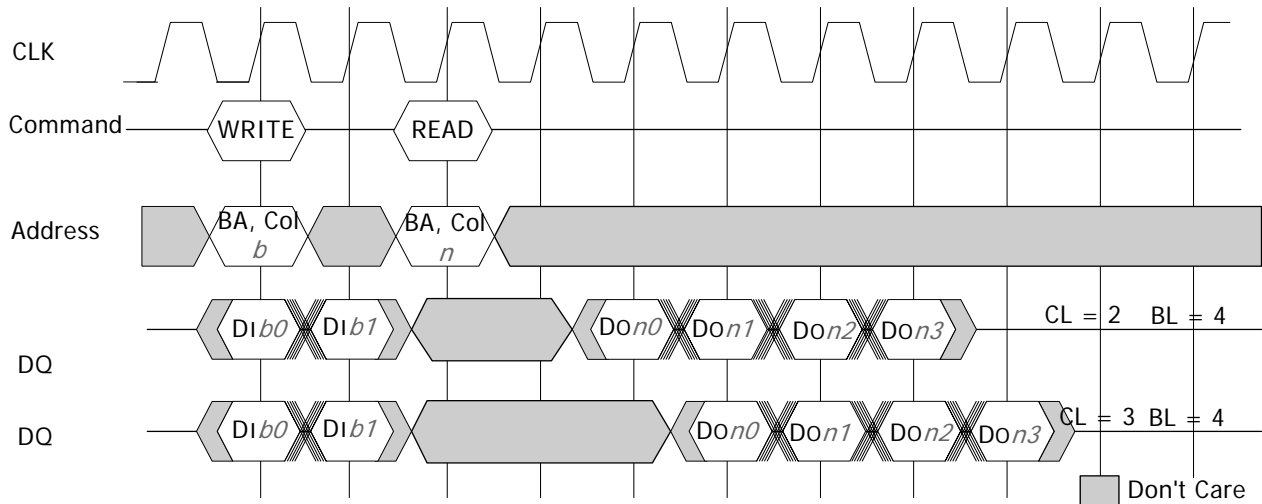 CLK
Command
WRITE READ
Address
BA, Col BA, Col
b n
DQ
DIb0 DIb1 DOn0 DOn1 DOn2 DOn3 CL = 2 BL = 4
DQ
DIb0 DIb1 DOn0 DOn1 DOn2 DOn3 CL = 3 BL = 4
Don't Care